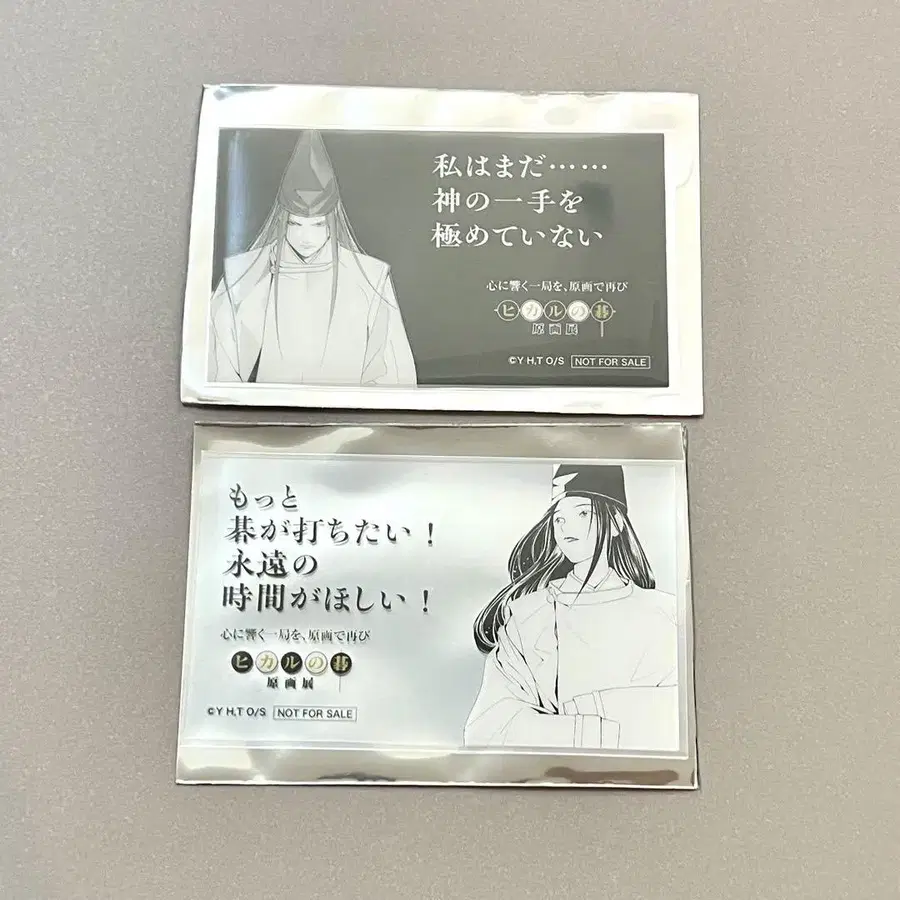 私はまだ……
神の一手を
極めていない
心に響く一局を、原画で再び
ヒカルの碁
原画展
©Y H,T O/S NOT FOR SALE
もっと
碁が打ちたい！
永遠の
時間がほしい！
心に響く一局を、原画で再び
ヒカルの碁
原画展
©Y H,T O/S NOT FOR SALE